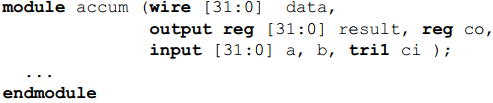 module accum (wire [31:0] data,
output reg [31:0] result, reg co,
input [31:0] a, b, tri1 ci );
...
endmodule